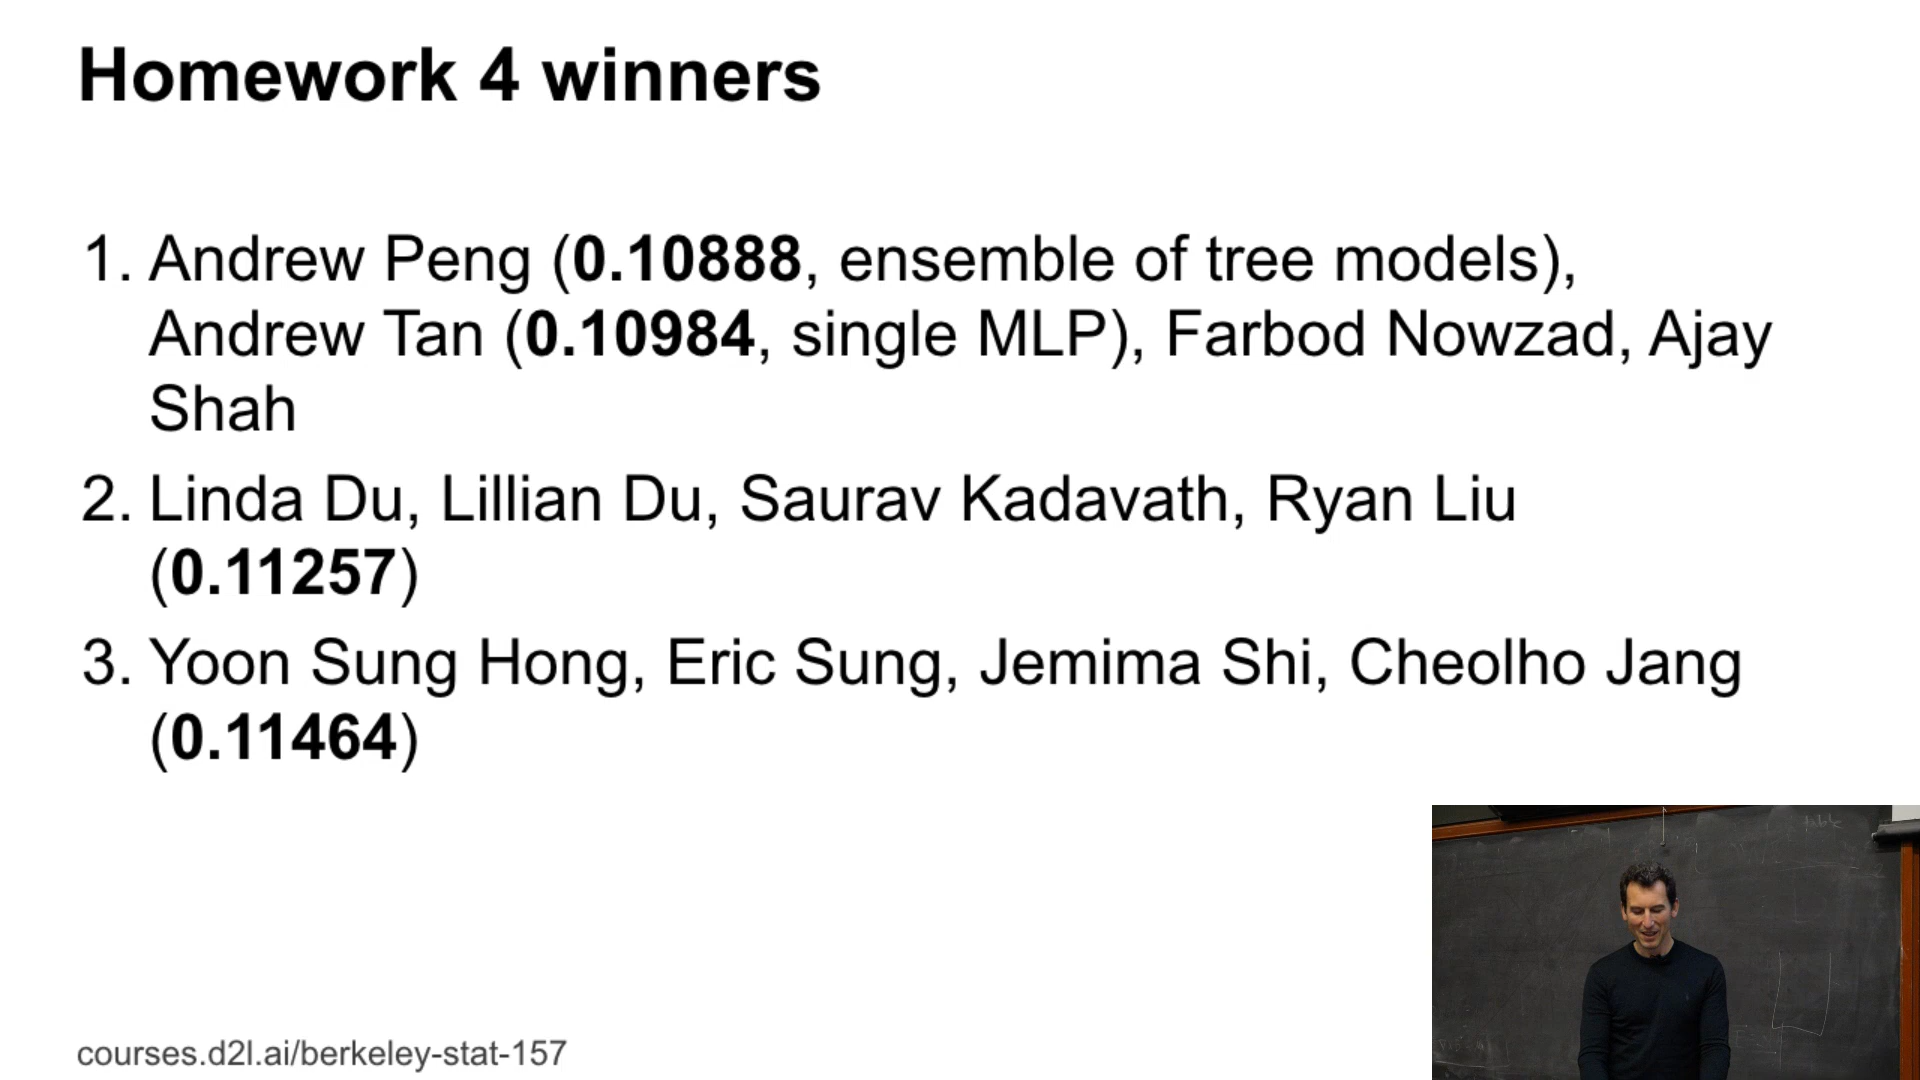 Homework 4 winners
1. Andrew Peng (0.10888, ensemble of tree models),
Andrew Tan (0.10984, single MLP), Farbod Nowzad, Ajay
Shah
2. Linda Du, Lillian Du, Saurav Kadavath, Ryan Liu
(0.11257)
3. Yoon Sung Hong, Eric Sung, Jemima Shi, Cheolho Jang
(0.11464)
courses.d2l.ai/berkeley-stat-157